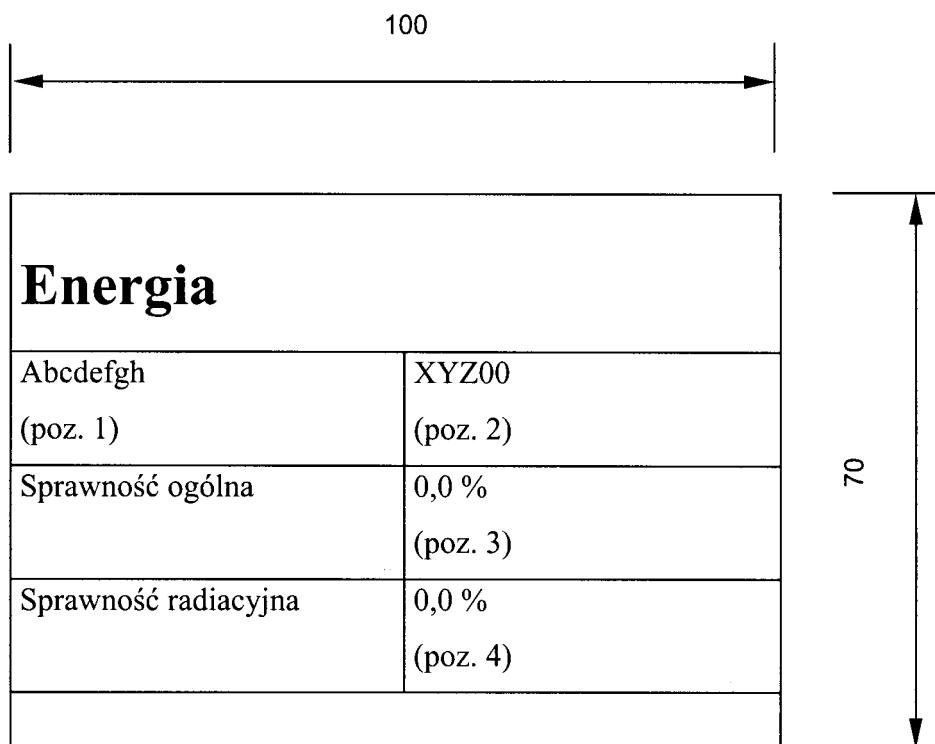 100
Energia
Abcdefgh
XYZ00
(poz. 1)
(poz. 2)
Sprawność ogólna
0,0 %
(poz. 3)
70
Sprawność radiacyjna
0,0 %
(poz. 4)